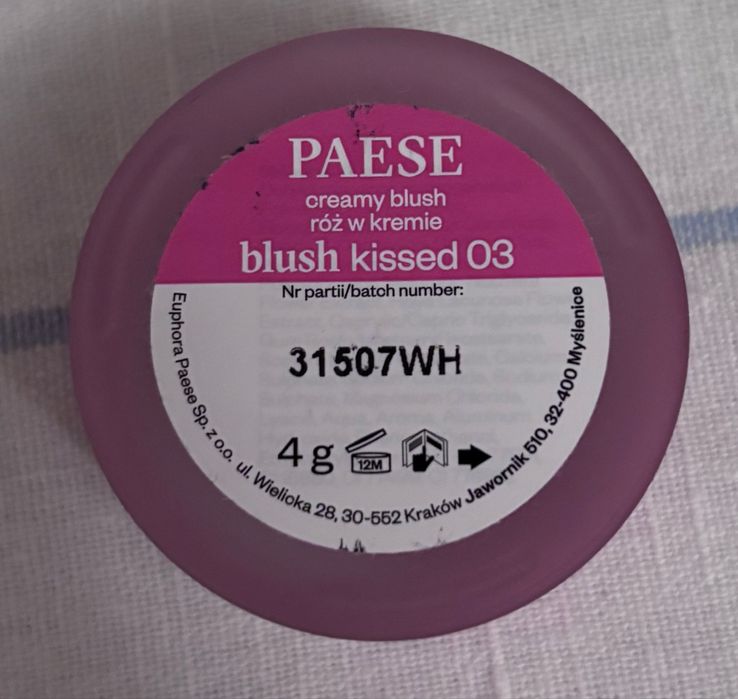 PAESE
creamy blush
róż w kremie
blush kissed 03
Nr partii/batch number:
31507WH
4 g 12M
Euphora Paese Sp. z o.o. ul. Wielicka 28, 30-552 Kraków Jawornik 510, 32-400 Myślenice